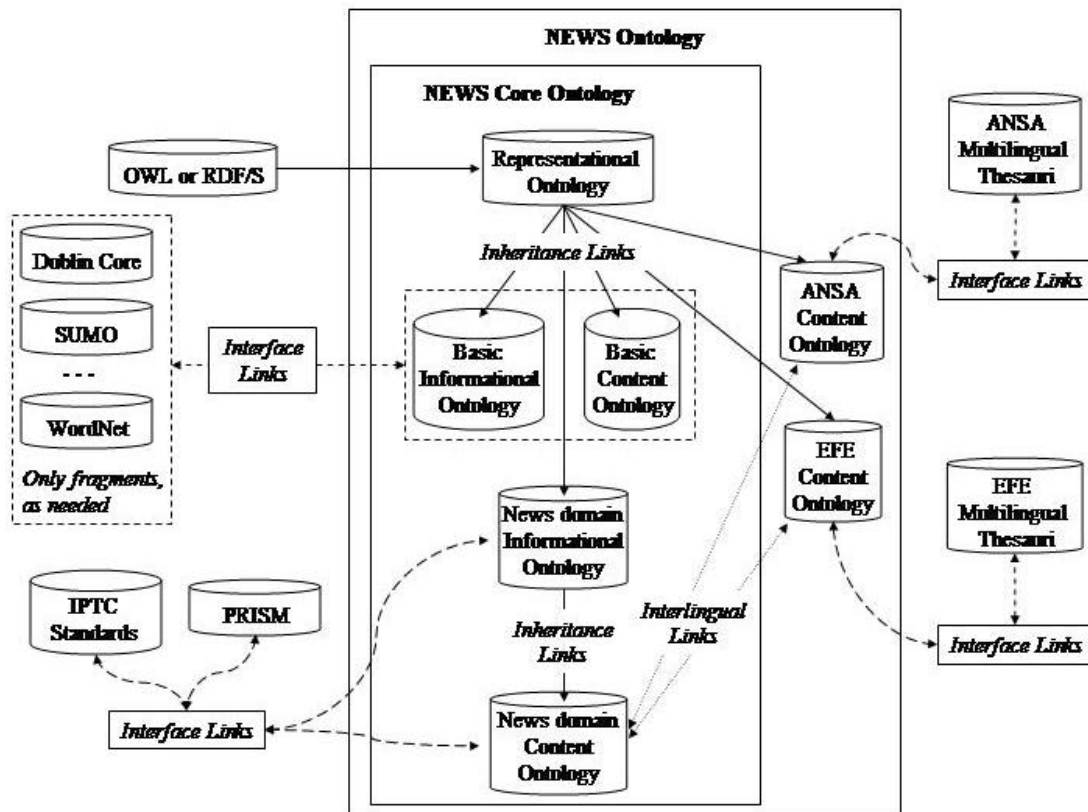 NEWS Ontology
NEWS Core Ontology
OWL or RDF/S
Representational
Ontology
ANSA
Multilingual
Thesauri
Inheritance Links
Interface Links
Dublin Core
SUMO
----
WordNet
Only fragments,
as needed
Interface
Links
Basic
Informational
Ontology
Basic
Content
Ontology
ANSA
Content
Ontology
EFE
Content
Ontology
EFE
Multilingual
Thesauri
Interface Links
News domain
Informational
Ontology
Inheritance
Links
Interlingual
Links
IPTC
Standards
PRISM
Interface Links
News domain
Content
Ontology